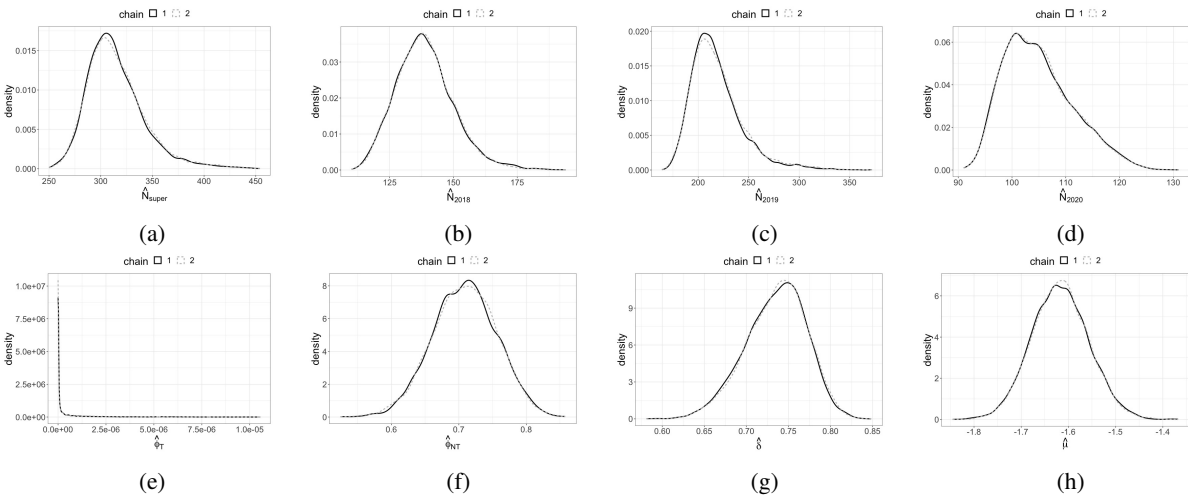 chain 1 2
density
0.015
0.010
0.005
0.000
250 300 350 400 450
N̂super
(a)
chain 1 2
density
0.03
0.02
0.01
0.00
125 150 175
N̂2018
(b)
chain 1 2
density
0.020
0.015
0.010
0.005
0.000
200 250 300 350
N̂2019
(c)
chain 1 2
density
0.06
0.04
0.02
0.00
90 100 110 120 130
N̂2020
(d)
chain 1 2
density
1.0e+07
7.5e+06
5.0e+06
2.5e+06
0.0e+00
0.0e+00 2.5e-06 5.0e-06 7.5e-06 1.0e-05
ϕ̂T
(e)
chain 1 2
density
8
6
4
2
0
0.6 0.7 0.8
ϕ̂NT
(f)
chain 1 2
density
9
6
3
0
0.60 0.65 0.70 0.75 0.80 0.85
δ̂
(g)
chain 1 2
density
6
4
2
0
-1.8 -1.7 -1.6 -1.5 -1.4
μ̂
(h)